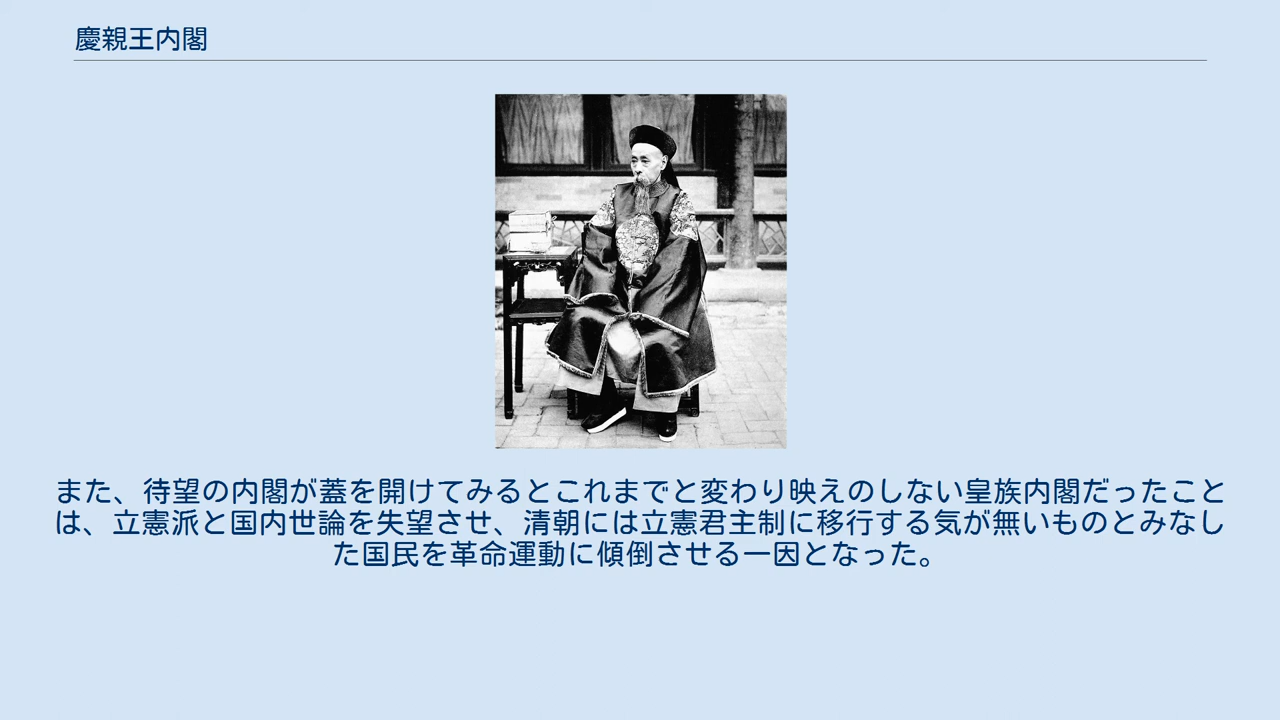 慶親王内閣
また、待望の内閣が蓋を開けてみるとこれまでと変わり映えのしない皇族内閣だったこと
は、立憲派と国内世論を失望させ、清朝には立憲君主制に移行する気が無いものとみなし
た国民を革命運動に傾倒させる一因となった。